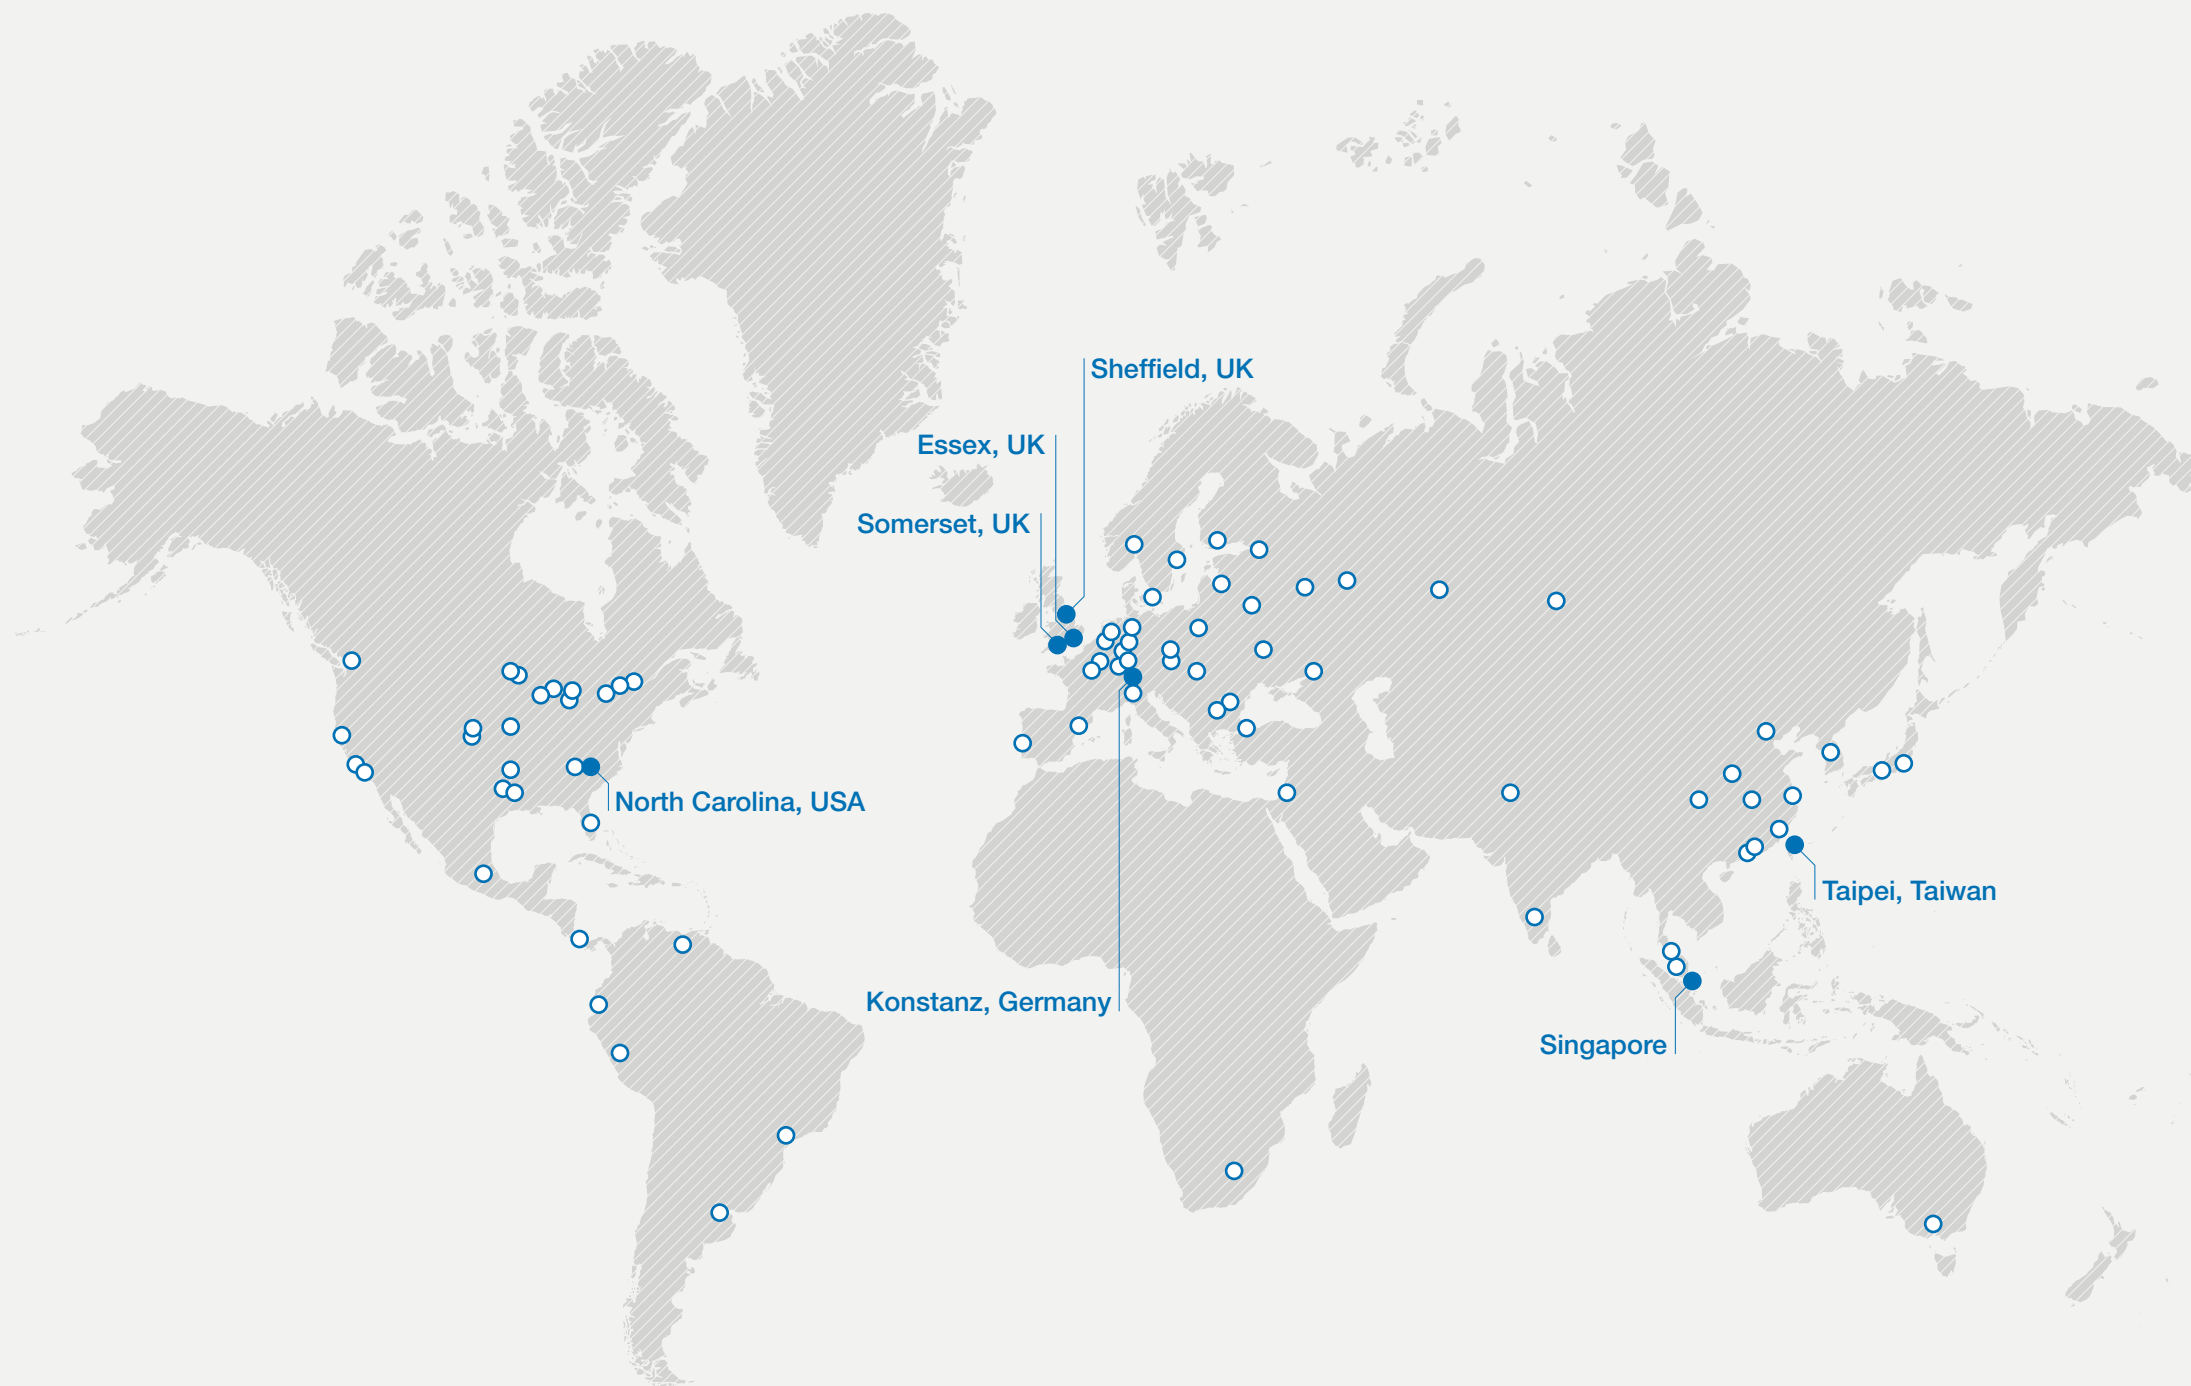 Sheffield, UK
Essex, UK
Somerset, UK
North Carolina, USA
Taipei, Taiwan
Konstanz, Germany
Singapore